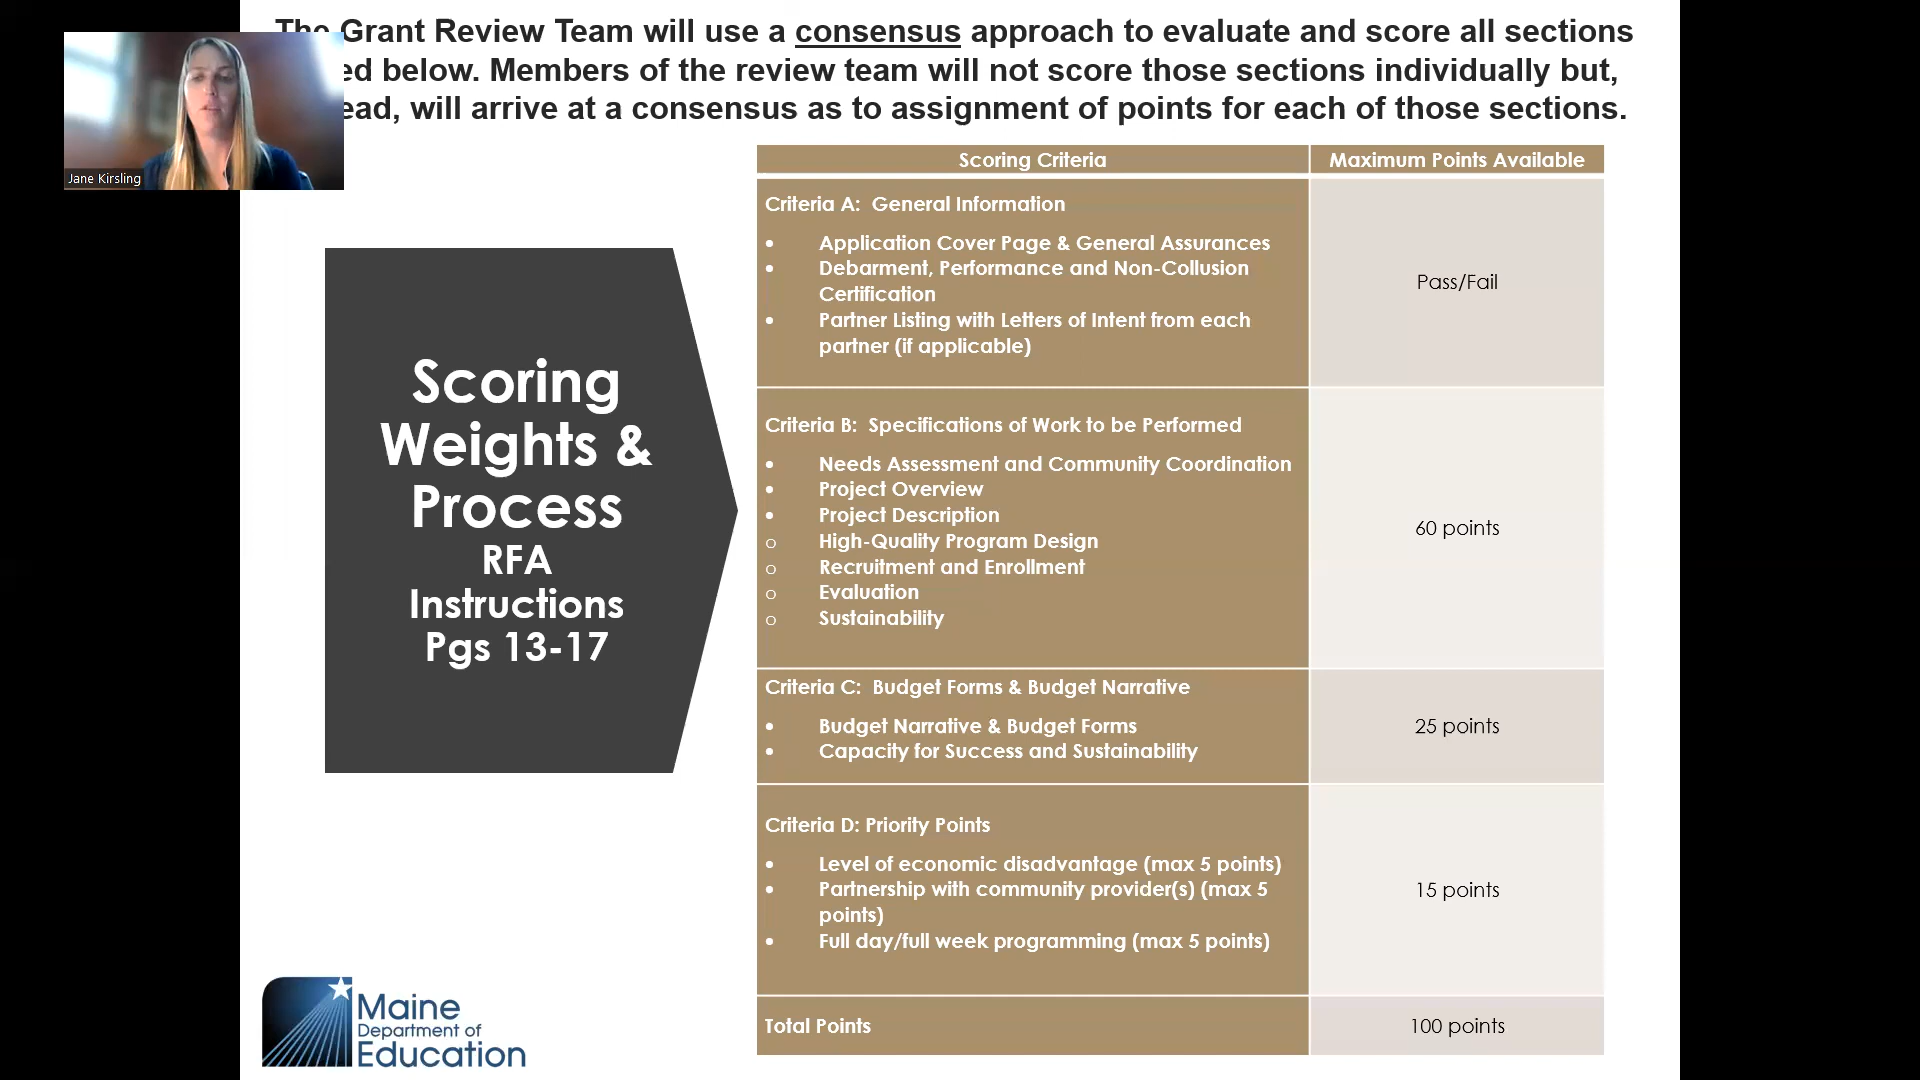 The Grant Review Team will use a consensus approach to evaluate and score all sections
ed below. Members of the review team will not score those sections individually but,
ead, will arrive at a consensus as to assignment of points for each of those sections.
Jane Kirsling
Scoring
Weights &
Process
RFA
Instructions
Pgs 13-17
Scoring Criteria
Maximum Points Available
Criteria A: General Information
• Application Cover Page & General Assurances
• Debarment, Performance and Non-Collusion
Certification
• Partner Listing with Letters of Intent from each
partner (if applicable)
Pass/Fail
Criteria B: Specifications of Work to be Performed
• Needs Assessment and Community Coordination
• Project Overview
• Project Description
o High-Quality Program Design
o Recruitment and Enrollment
o Evaluation
o Sustainability
60 points
Criteria C: Budget Forms & Budget Narrative
• Budget Narrative & Budget Forms
• Capacity for Success and Sustainability
25 points
Criteria D: Priority Points
• Level of economic disadvantage (max 5 points)
• Partnership with community provider(s) (max 5
points)
• Full day/full week programming (max 5 points)
15 points
Total Points
100 points
Maine
Department of
Education